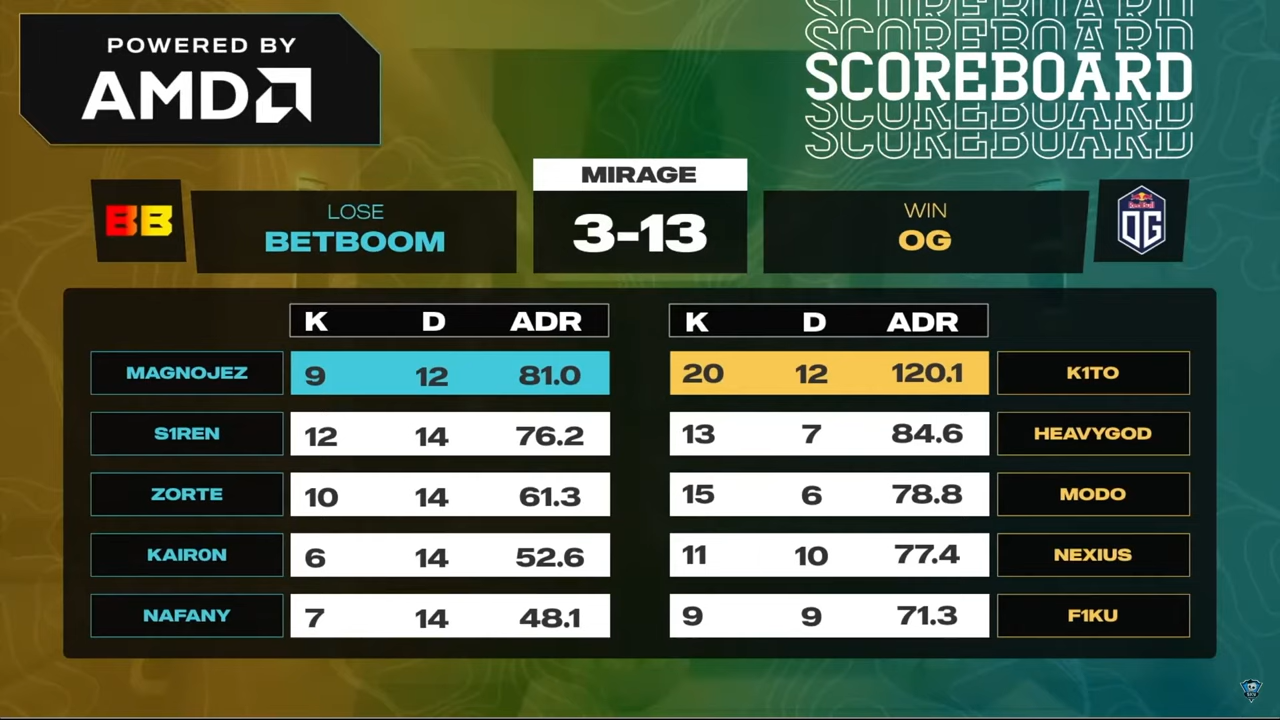 POWERED BY
AMD
SCOREBOARD
SCOREBOARD
SCOREBOARD
SCOREBOARD
SCOREBOARD
MIRAGE
BB
LOSE
BETBOOM
3-13
WIN
OG
OG
K D ADR
K D ADR
MAGNOJEZ 9 12 81.0
20 12 120.1 K1TO
S1REN 12 14 76.2
13 7 84.6 HEAVYGOD
ZORTE 10 14 61.3
15 6 78.8 MODO
KAIR0N 6 14 52.6
11 10 77.4 NEXIUS
NAFANY 7 14 48.1
9 9 71.3 F1KU